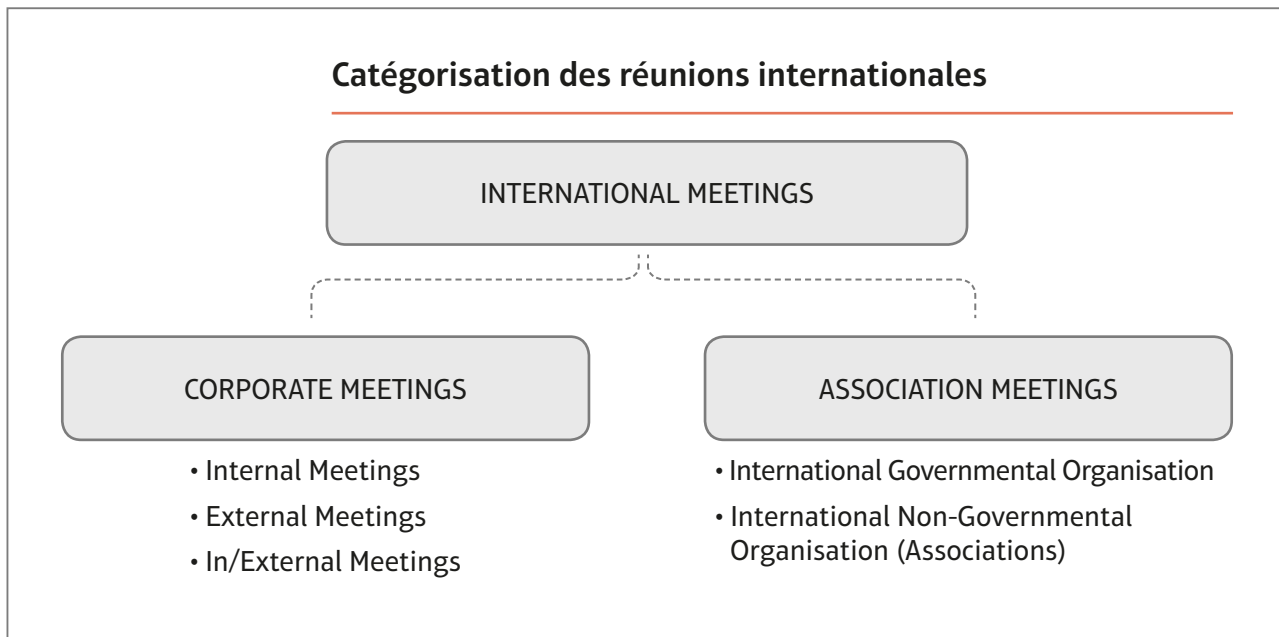 Catégorisation des réunions internationales
INTERNATIONAL MEETINGS
CORPORATE MEETINGS
• Internal Meetings
• External Meetings
• In/External Meetings
ASSOCIATION MEETINGS
• International Governmental Organisation
• International Non-Governmental
Organisation (Associations)